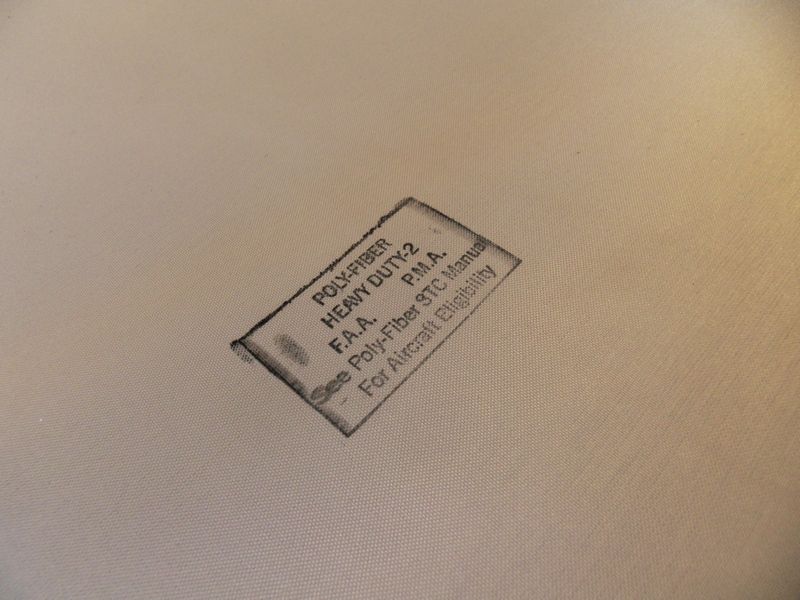 POLY-FIBER
HEAVY DUTY-2
F.A.A. P.M.A.
See Poly-Fiber STC Manual
For Aircraft Eligibility